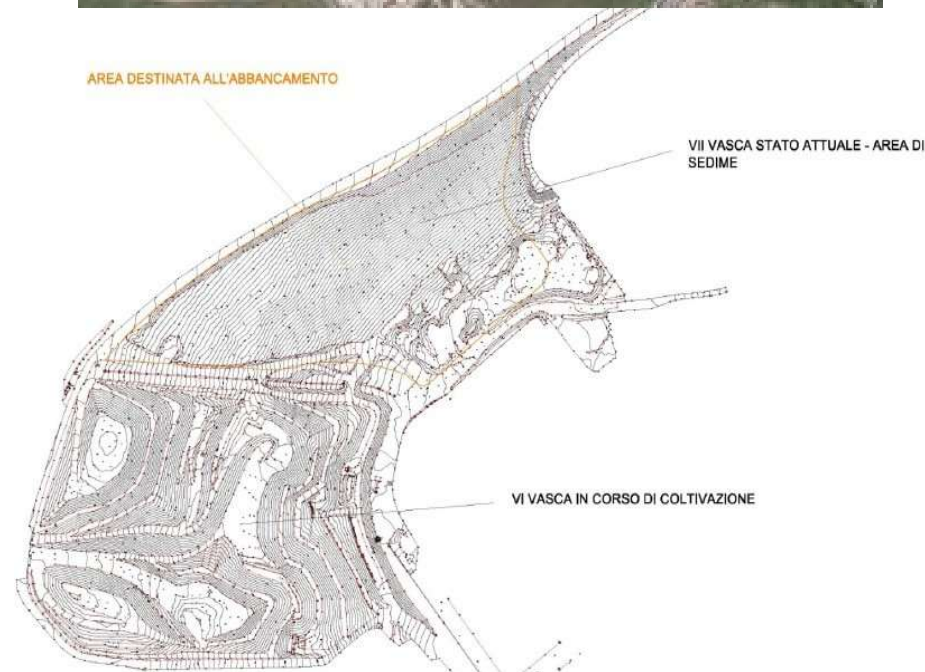 AREA DESTINATA ALL'ABBANCAMENTO
VII VASCA STATO ATTUALE - AREA DI
SEDIME
VI VASCA IN CORSO DI COLTIVAZIONE